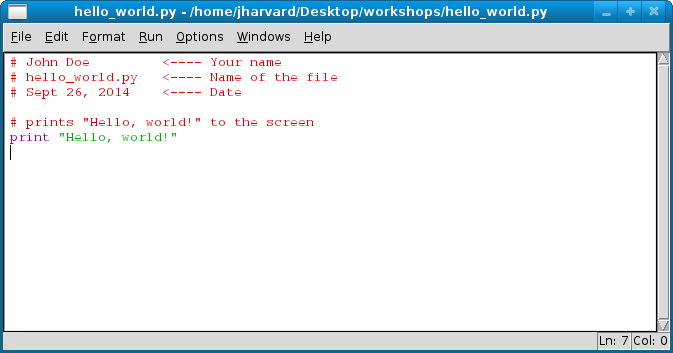 hello_world.py - /home/jharvard/Desktop/workshops/hello_world.py
File Edit Format Run Options Windows Help
# John Doe         <---- Your name
# hello_world.py   <---- Name of the file
# Sept 26, 2014    <---- Date
# prints "Hello, world!" to the screen
print "Hello, world!"
Ln: 7 Col: 0